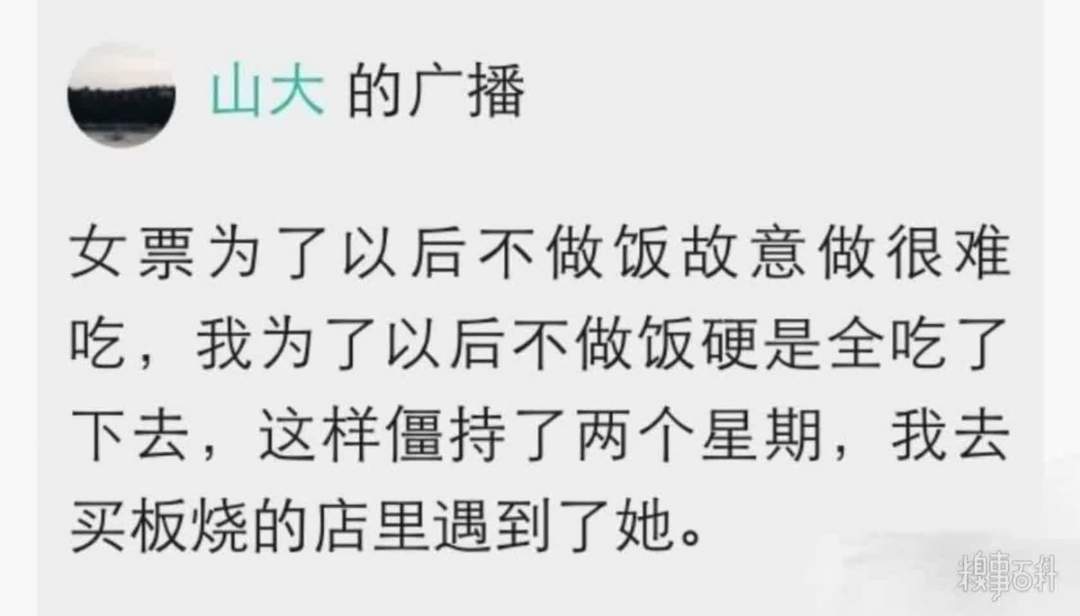 山大 的广播
女票为了以后不做饭故意做很难
吃，我为了以后不做饭硬是全吃了
下去，这样僵持了两个星期，我去
买板烧的店里遇到了她。
糗事百科